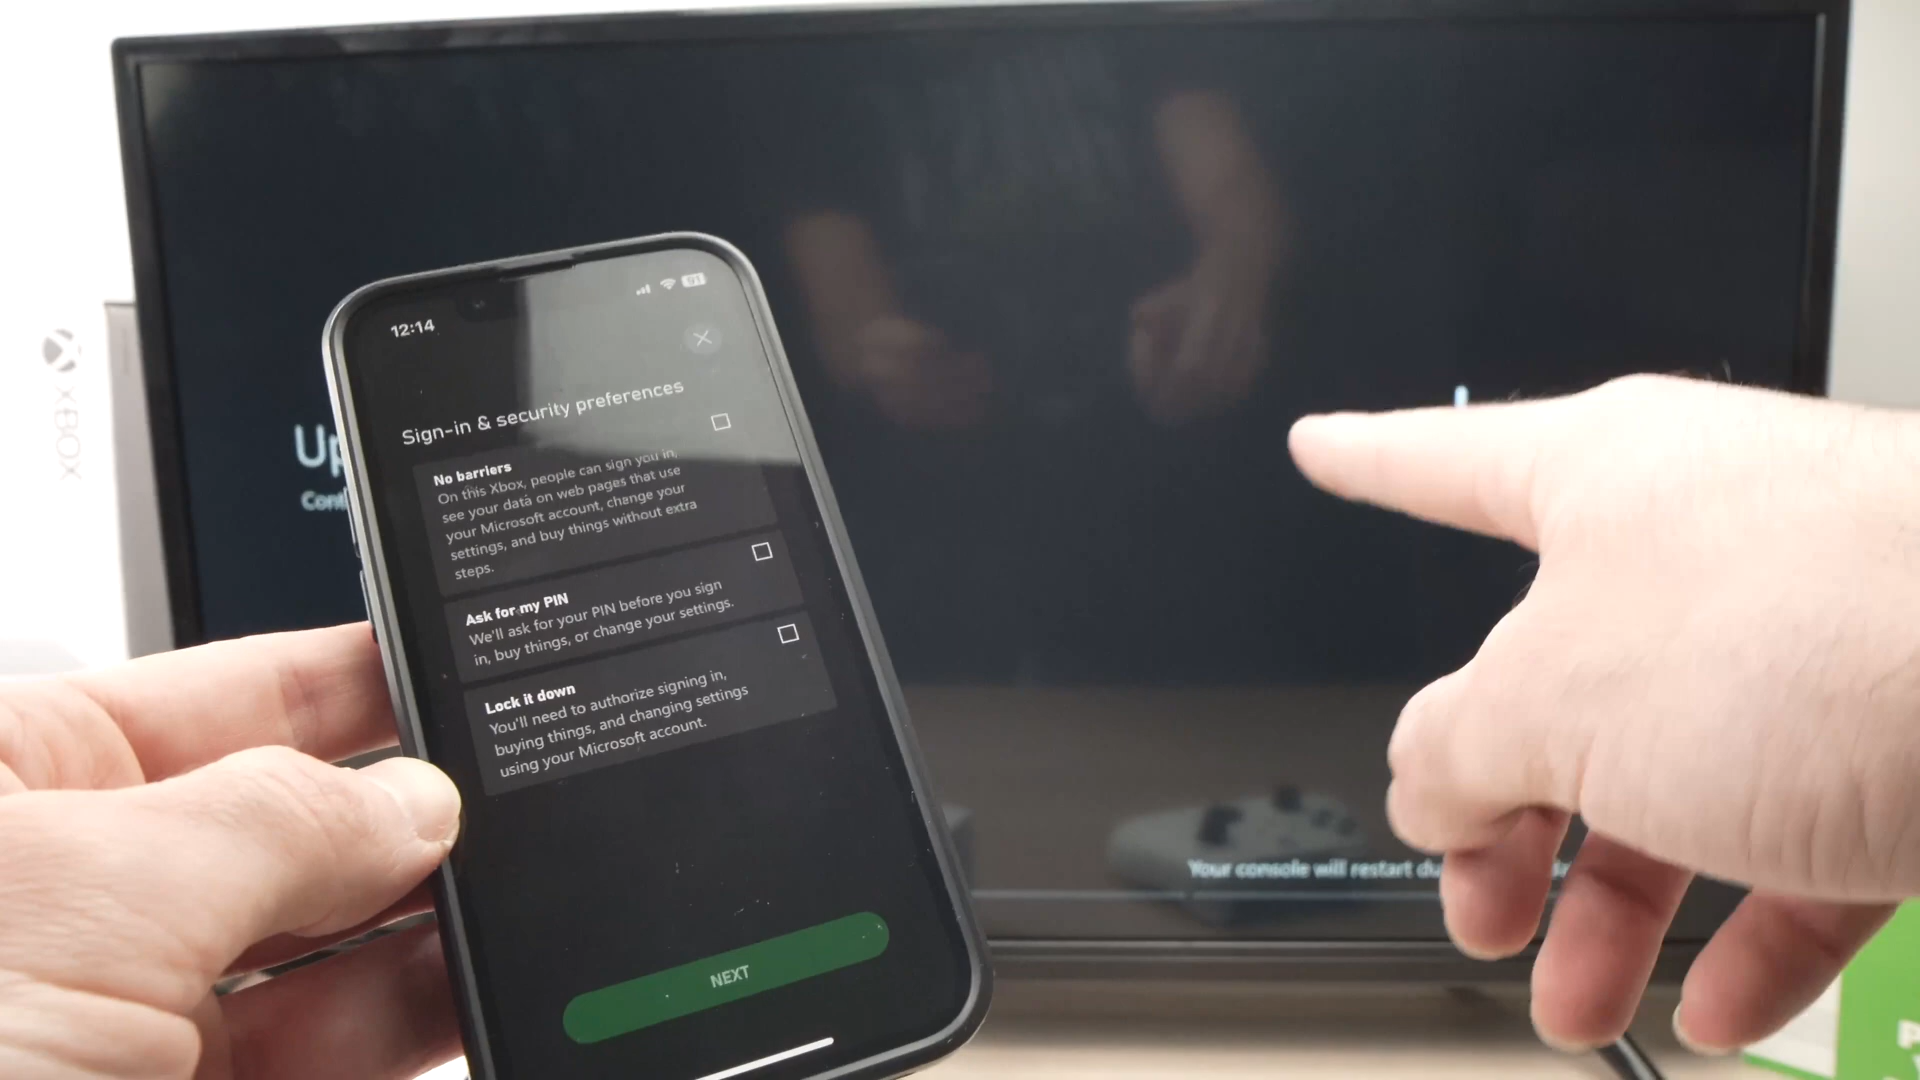 12:14
91
Sign-in & security preferences
No barriers
On this Xbox, people can sign you in,
see your data on web pages that use
your Microsoft account, change your
settings, and buy things without extra
steps.
Ask for my PIN
We'll ask for your PIN before you sign
in, buy things, or change your settings.
Lock it down
You'll need to authorize signing in,
buying things, and changing settings
using your Microsoft account.
NEXT
XBOX
Your console will restart